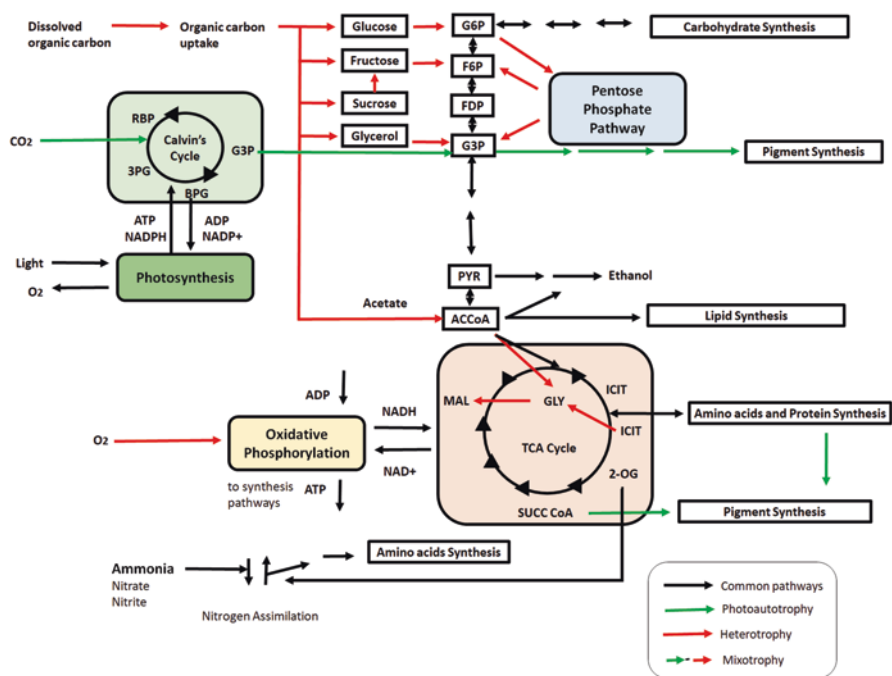 Dissolved
organic carbon
Organic carbon
uptake
Glucose
G6P
Carbohydrate Synthesis
Fructose
F6P
Pentose
Phosphate
Pathway
Sucrose
FDP
Glycerol
G3P
Pigment Synthesis
CO2
RBP
Calvin's
Cycle
G3P
3PG
BPG
ATP
NADPH
ADP
NADP+
Light
O2
Photosynthesis
PYR
Ethanol
Acetate
ACCoA
Lipid Synthesis
ADP
NADH
MAL
GLY
ICIT
ICIT
Amino acids and Protein Synthesis
O2
Oxidative
Phosphorylation
TCA Cycle
NAD+
2-OG
to synthesis
pathways
ATP
SUCC CoA
Pigment Synthesis
Amino acids Synthesis
Ammonia
Nitrate
Nitrite
Nitrogen Assimilation
Common pathways
Photoautotrophy
Heterotrophy
Mixotrophy